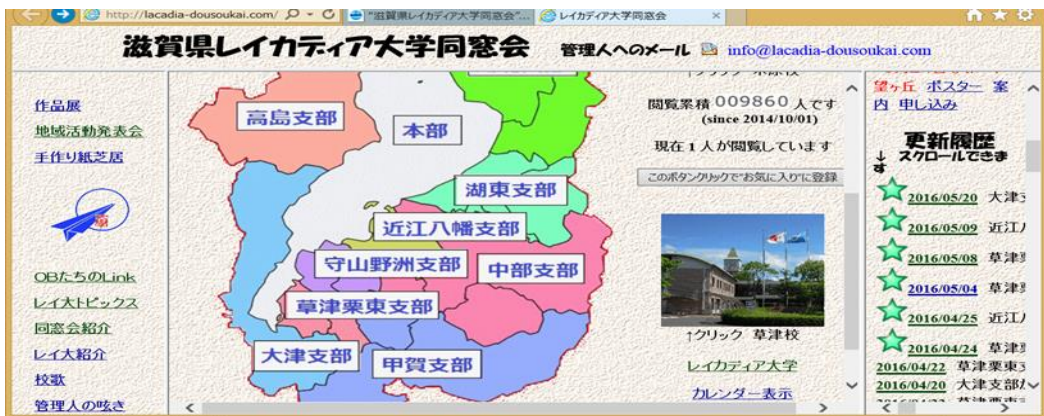 http://lacadia-dousoukai.com/
"滋賀県レイカディア大学同窓会"...
レイカディア大学同窓会
滋賀県レイカディア大学同窓会
管理人へのメール info@lacadia-dousoukai.com
作品展
地域活動発表会
手作り紙芝居
OBたちのLink
レイ大トピックス
同窓会紹介
レイ大紹介
校歌
管理人の呟き
高島支部
本部
湖東支部
近江八幡支部
守山野洲支部
中部支部
草津栗東支部
大津支部
甲賀支部
閲覧累積 009860 人です
(since 2014/10/01)
現在 1 人が閲覧しています
このボタンクリックで"お気に入り"に登録
↑クリック 草津校
レイカディア大学
カレンダー表示
望ヶ丘 ポスター 案
内 申し込み
更新履歴
↓ スクロールできま
す
2016/05/20 大津
2016/05/09 近江
2016/05/08 草津
2016/05/04 草津
2016/04/25 近江
2016/04/24 草津
2016/04/22 草津栗東
2016/04/20 大津支部